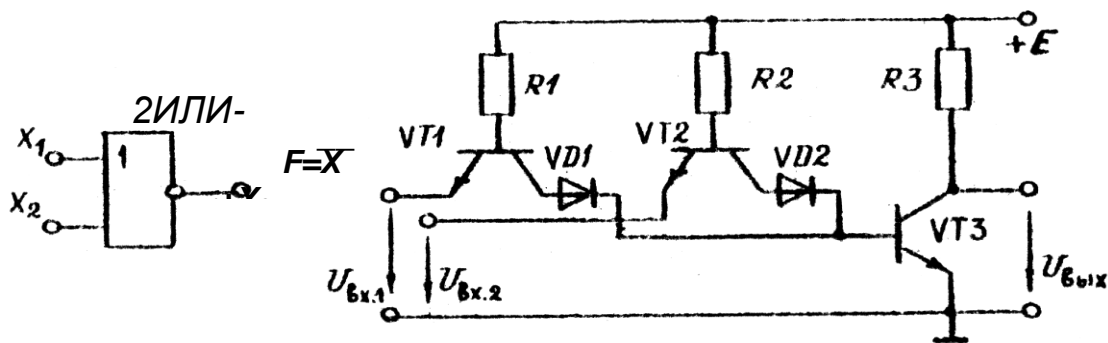 2ИЛИ-
X₁
1
X₂
F=X̅
+E
R1
R2
R3
VT1
VD1
VT2
VD2
VT3
Uвх.1
Uвх.2
Uвых